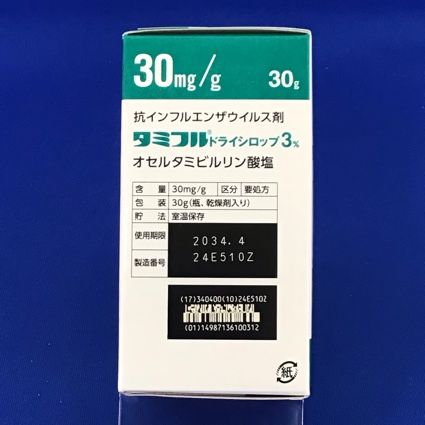 30mg/g 30g
抗インフルエンザウイルス剤
タミフル®ドライシロップ3%
オセルタミビルリン酸塩
含量 30mg/g 区分 要処方
包装 30g(瓶、乾燥剤入り)
貯法 室温保存
使用期限 2034.4
製造番号 24E510Z
(17)340400(10)24E510Z
(01)14987136100312
紙